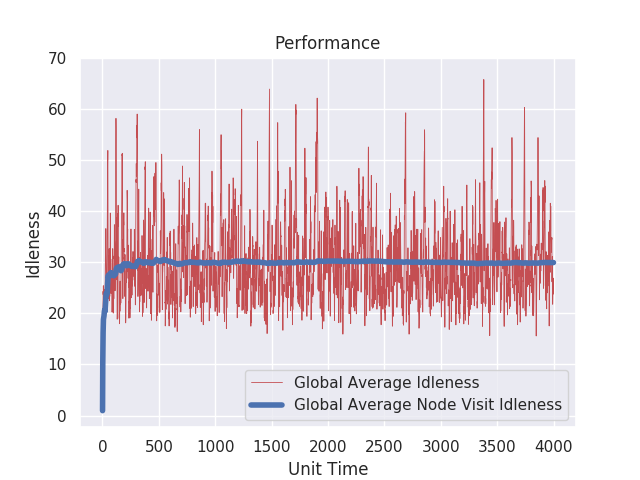 Performance
70
60
50
40
30
20
10
0
Idleness
Global Average Idleness
Global Average Node Visit Idleness
0 500 1000 1500 2000 2500 3000 3500 4000
Unit Time